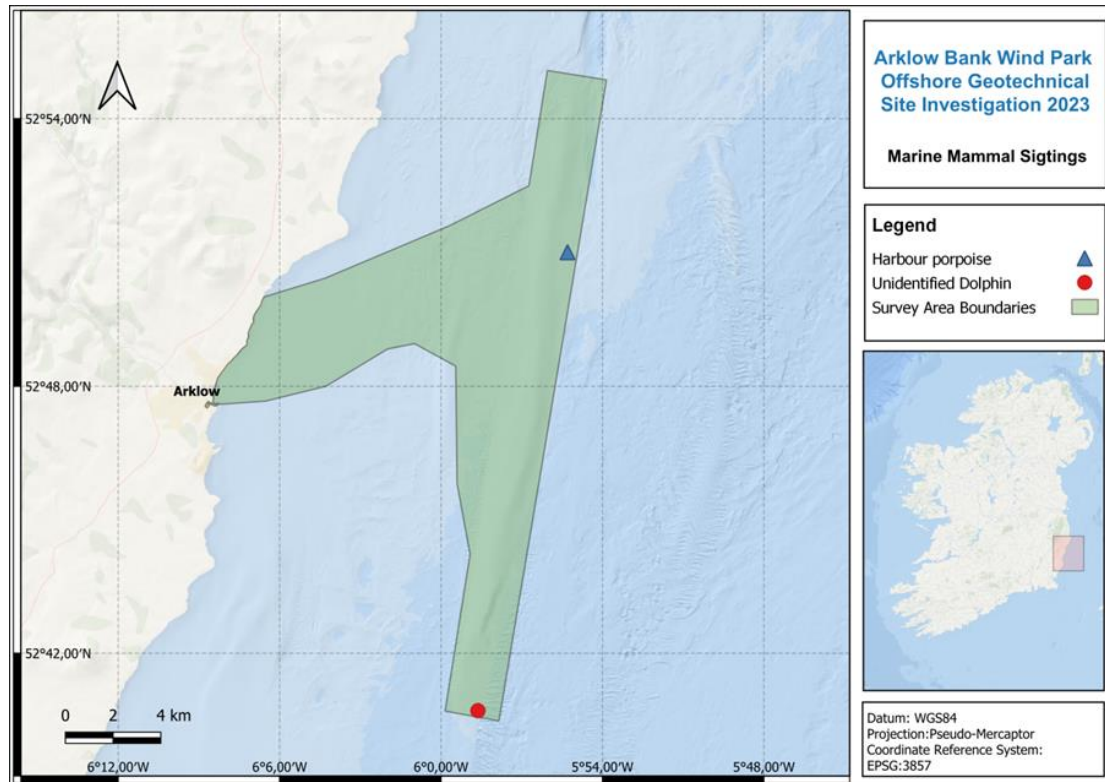 Arklow Bank Wind Park
Offshore Geotechnical
Site Investigation 2023
Marine Mammal Sigtings
Legend
Harbour porpoise
Unidentified Dolphin
Survey Area Boundaries
52°54,00'N
52°48,00'N
Arklow
52°42,00'N
0 2 4 km
6°12,00'N 6°6,00'N 6°0,00'N 5°54,00'N 5°48,00'N
Datum: WGS84
Projection:Pseudo-Mercaptor
Coordinate Reference System:
EPSG:3857